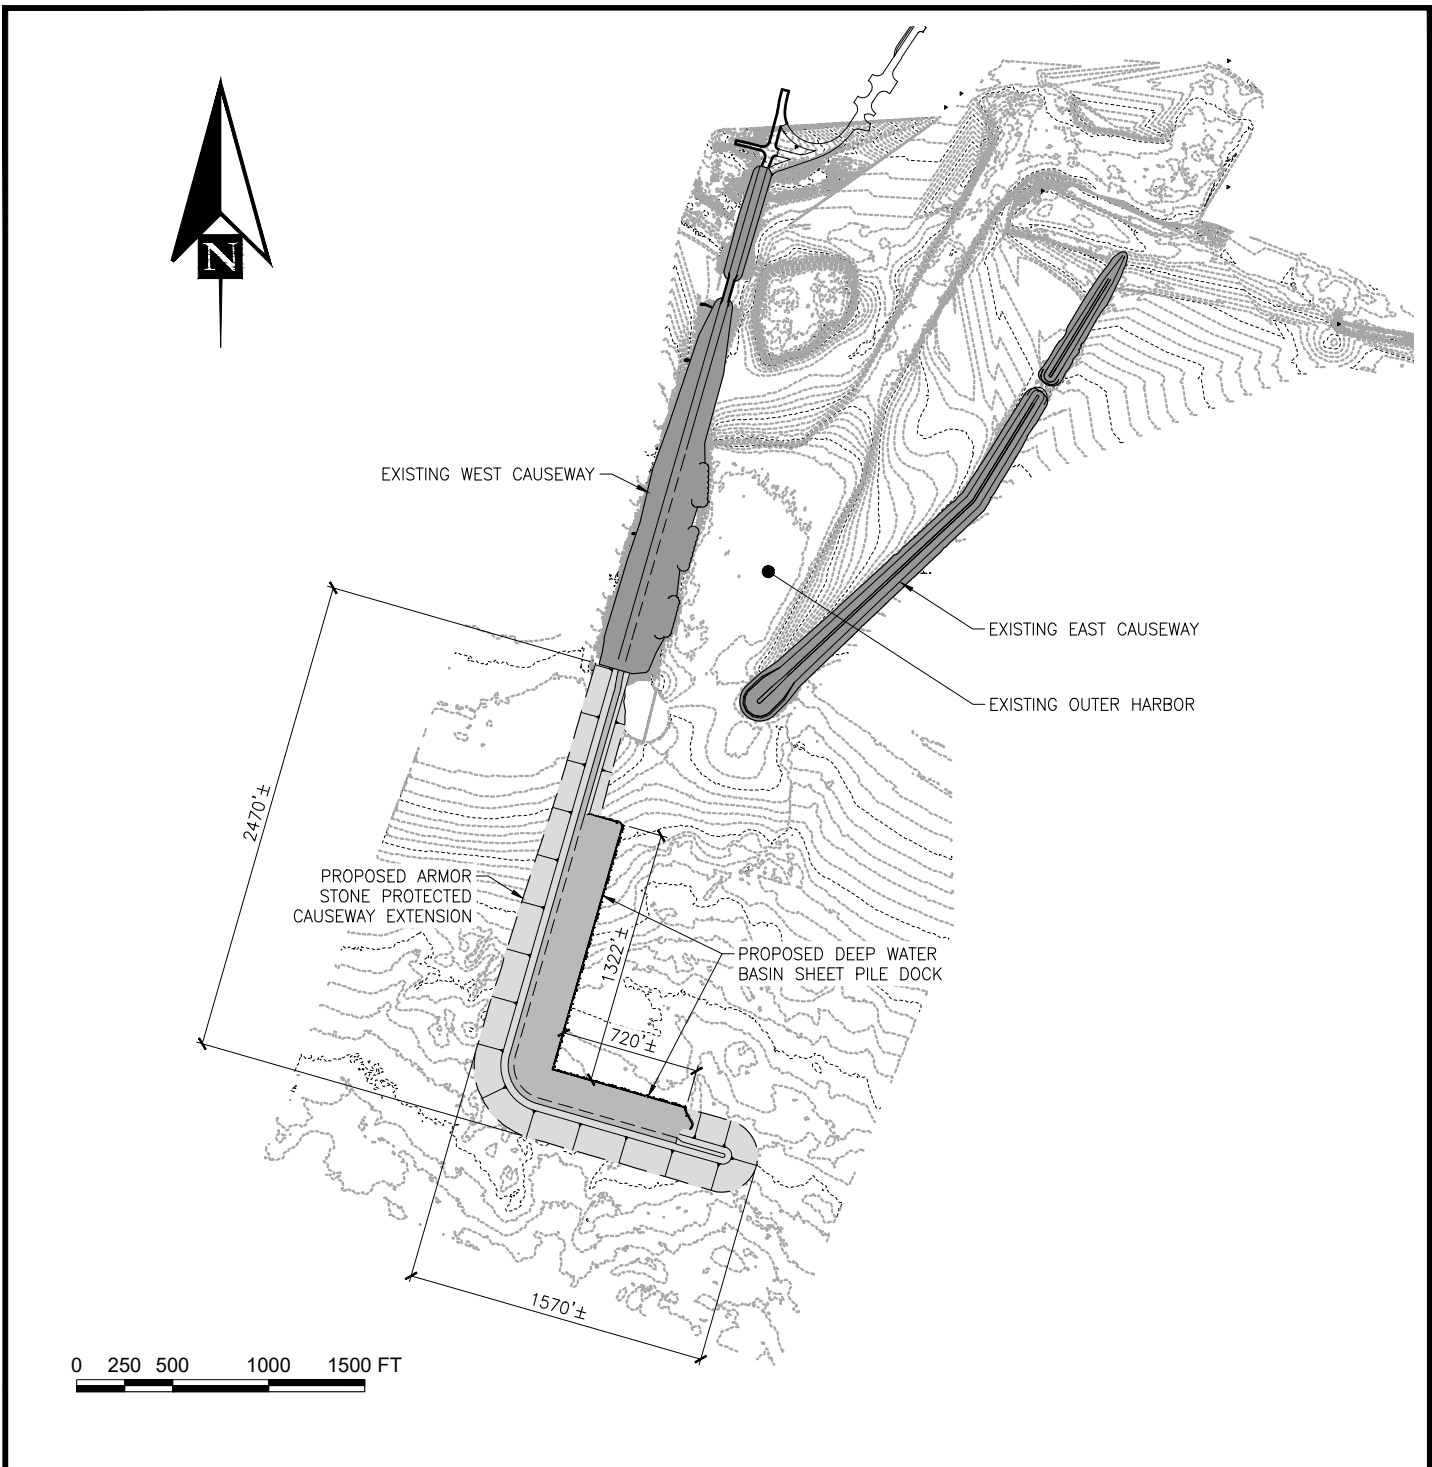 N
EXISTING WEST CAUSEWAY
EXISTING EAST CAUSEWAY
EXISTING OUTER HARBOR
2470'±
PROPOSED ARMOR
STONE PROTECTED
CAUSEWAY EXTENSION
1322'±
PROPOSED DEEP WATER
BASIN SHEET PILE DOCK
720'±
1570'±
0 250 500 1000 1500 FT